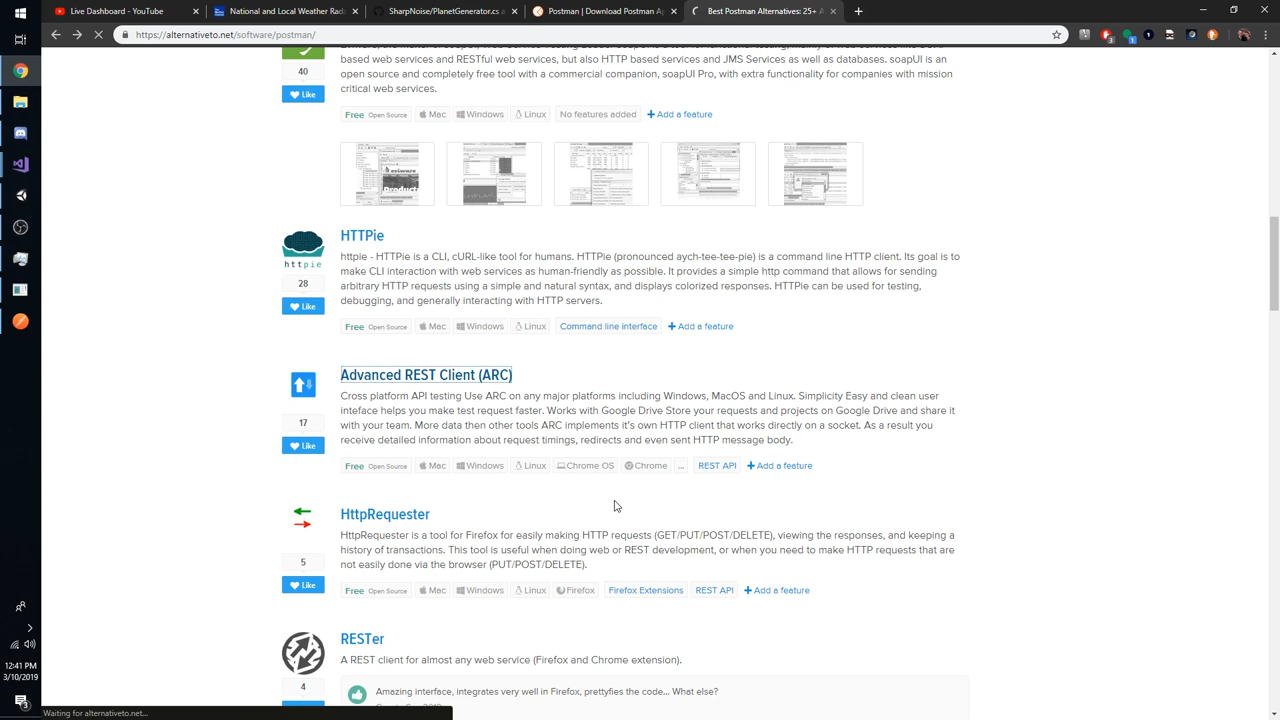 Live Dashboard - YouTube
National and Local Weather Rada
SharpNoise/PlanetGenerator.cs a
Postman | Download Postman Ap
Postman Alternatives 25+ A
https://alternativeto.net/software/postman/
based web services and RESTful web services, but also HTTP based services and JMS Services as well as databases. soapUI is an
open source and completely free tool with a commercial companion, soapUI Pro, with extra functionality for companies with mission
critical web services.
40
Like
Free Open Source Mac Windows Linux No features added Add a feature
HTTPie
httpie
httpie - HTTPie is a CLI, cURL-like tool for humans. HTTPie (pronounced aych-tee-tee-pie) is a command line HTTP client. Its goal is to
make CLI interaction with web services as human-friendly as possible. It provides a simple http command that allows for sending
arbitrary HTTP requests using a simple and natural syntax, and displays colorized responses. HTTPie can be used for testing,
debugging, and generally interacting with HTTP servers.
28
Like
Free Open Source Mac Windows Linux Command line interface Add a feature
Advanced REST Client (ARC)
Cross platform API testing Use ARC on any major platforms including Windows, MacOS and Linux. Simplicity Easy and clean user
inteface helps you make test request faster. Works with Google Drive Store your requests and projects on Google Drive and share it
with your team. More data then other tools ARC implements it's own HTTP client that works directly on a socket. As a result you
receive detailed information about request timings, redirects and even sent HTTP message body.
17
Like
Free Open Source Mac Windows Linux Chrome OS Chrome ... REST API Add a feature
HttpRequester
HttpRequester is a tool for Firefox for easily making HTTP requests (GET/PUT/POST/DELETE), viewing the responses, and keeping a
history of transactions. This tool is useful when doing web or REST development, or when you need to make HTTP requests that are
not easily done via the browser (PUT/POST/DELETE).
5
Like
Free Open Source Mac Windows Linux Firefox Firefox Extensions REST API Add a feature
RESTer
A REST client for almost any web service (Firefox and Chrome extension).
4
Amazing interface, integrates very well in Firefox, prettyfies the code... What else?
12:41 PM
3/10/2019
Waiting for alternativeto.net...